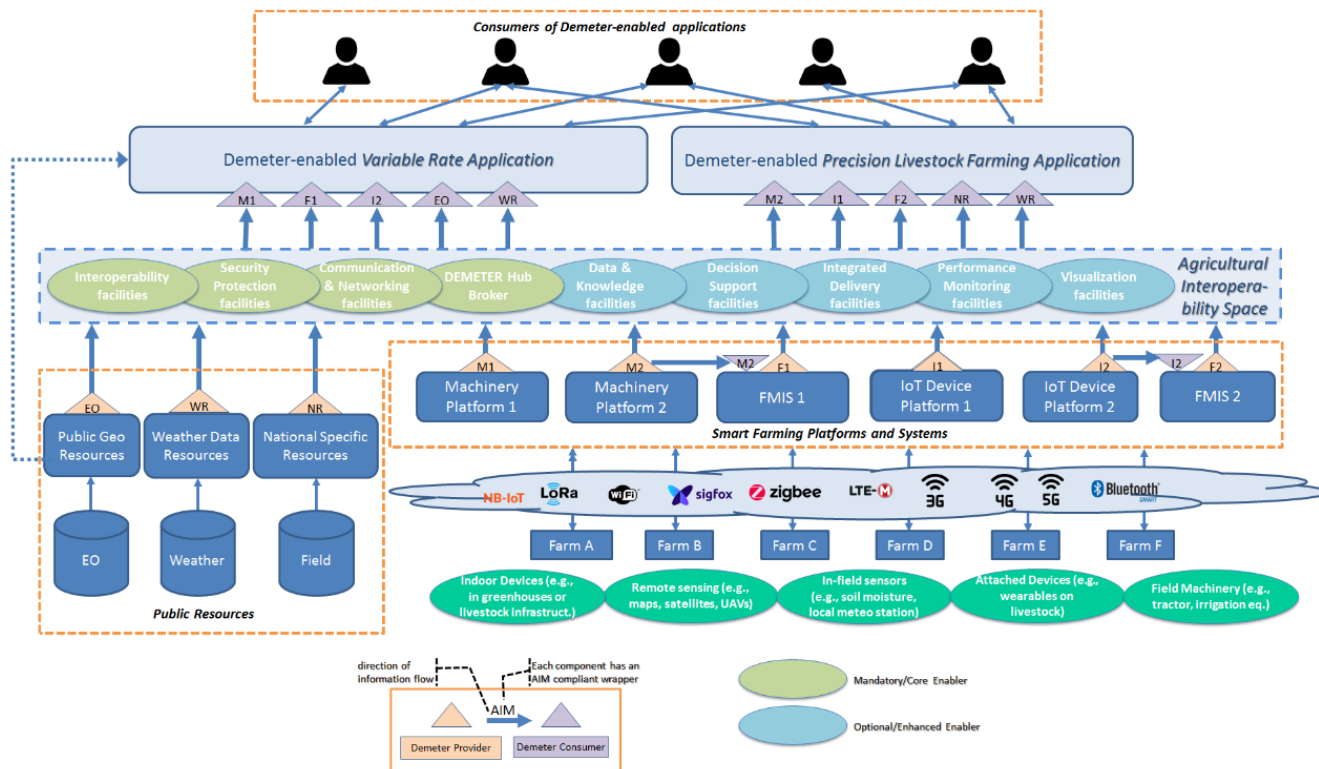 Consumers of Demeter-enabled applications
Demeter-enabled Variable Rate Application
Demeter-enabled Precision Livestock Farming Application
M1
F1
I2
EO
WR
M2
I1
F2
NR
WR
Interoperability
facilities
Security
Protection
facilities
Communication
& Networking
facilities
DEMETER Hub
Broker
Data &
Knowledge
facilities
Decision
Support
facilities
Integrated
Delivery
facilities
Performance
Monitoring
facilities
Visualization
facilities
Agricultural
Interopera-
bility Space
M1
M2
M2
F1
I1
I2
I2
F2
Machinery
Platform 1
Machinery
Platform 2
FMIS 1
IoT Device
Platform 1
IoT Device
Platform 2
FMIS 2
Smart Farming Platforms and Systems
EO
WR
NR
Public Geo
Resources
Weather Data
Resources
National Specific
Resources
EO
Weather
Field
Public Resources
NB-IoT
LoRa
WiFi
sigfox
zigbee
LTE-M
3G
4G
5G
Bluetooth
SMART
Farm A
Farm B
Farm C
Farm D
Farm E
Farm F
Indoor Devices (e.g.,
in greenhouses or
livestock infrastruct.)
Remote sensing (e.g.,
maps, satellites, UAVs)
In-field sensors
(e.g., soil moisture,
local meteo station)
Attached Devices (e.g.,
wearables on
livestock)
Field Machinery (e.g.,
tractor, irrigation eq.)
direction of
information flow
Each component has an
AIM compliant wrapper
AIM
Demeter Provider
Demeter Consumer
Mandatory/Core Enabler
Optional/Enhanced Enabler